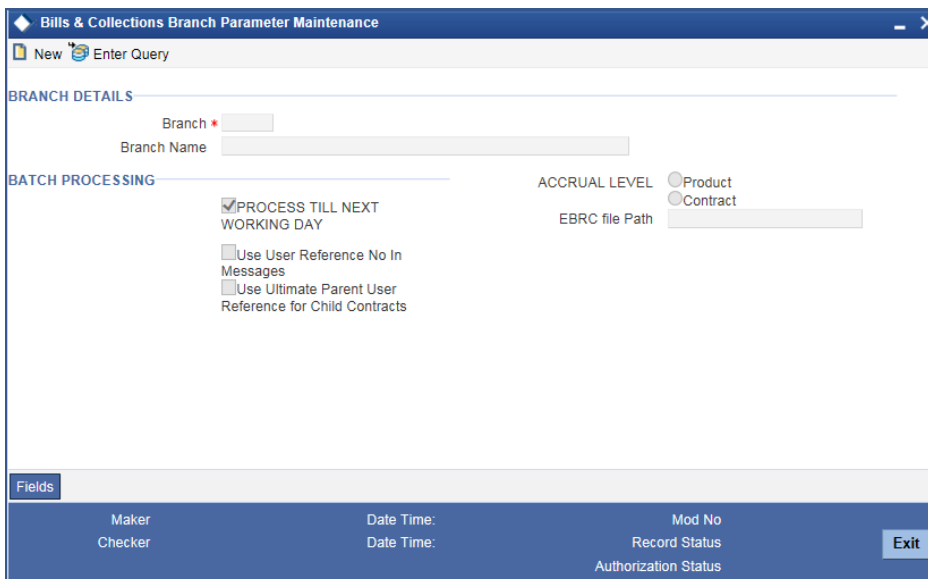 Bills & Collections Branch Parameter Maintenance
New Enter Query
BRANCH DETAILS
Branch *
Branch Name
BATCH PROCESSING
PROCESS TILL NEXT
WORKING DAY
Use User Reference No In
Messages
Use Ultimate Parent User
Reference for Child Contracts
ACCRUAL LEVEL Product
Contract
EBRC file Path
Fields
Maker Date Time: Mod No
Checker Date Time: Record Status
Authorization Status
Exit